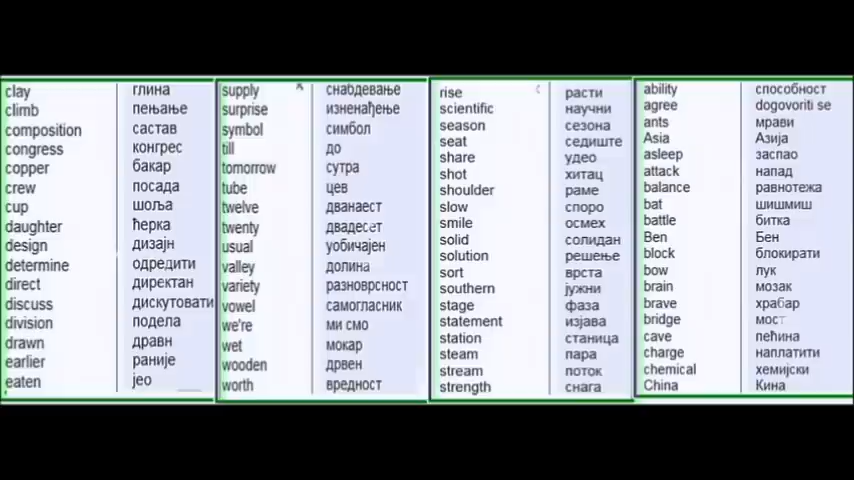 clay глина
climb пењање
composition састав
congress конгрес
copper бакар
crew посада
cup шоља
daughter ћерка
design дизајн
determine одредити
direct директан
discuss дискутовати
division подела
drawn дравн
earlier раније
eaten јео
supply снабдевање
surprise изненађење
symbol симбол
till до
tomorrow сутра
tube цев
twelve дванаест
twenty двадесет
usual уобичајен
valley долина
variety разноврсност
vowel самогласник
we're ми смо
wet мокар
wooden дрвен
worth вредност
rise расти
scientific научни
season сезона
seat седиште
share удео
shot хитац
shoulder раме
slow споро
smile осмех
solid солидан
solution решење
sort врста
southern јужни
stage фаза
statement изјава
station станица
steam пара
stream поток
strength снага
ability способност
agree dogovoriti se
ants мрави
Asia Азија
asleep заспао
attack напад
balance равнотежа
bat шишмиш
battle битка
Ben Бен
block блокирати
bow лук
brain мозак
brave храбар
bridge мост
cave пећина
charge наплатити
chemical хемијски
China Кина